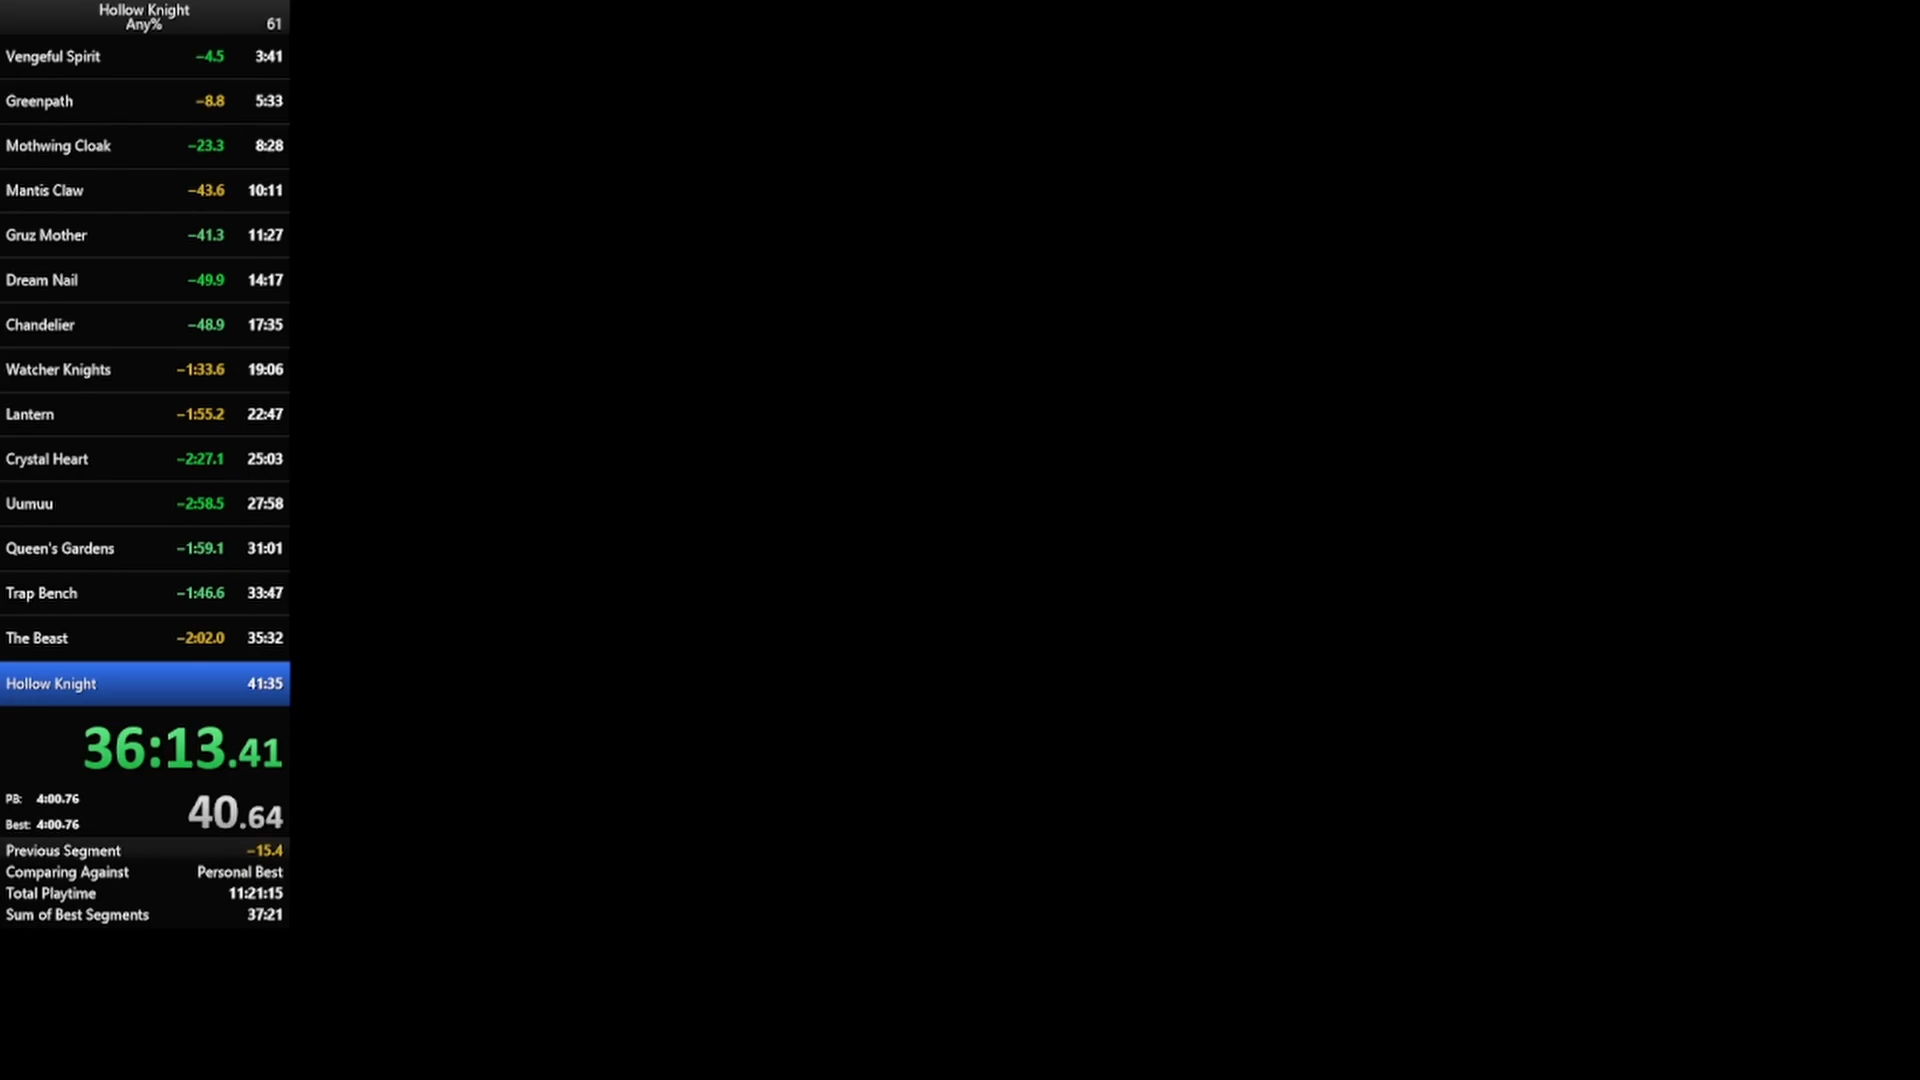 Hollow Knight
Any% 61
Vengeful Spirit −4.5 3:41
Greenpath −8.8 5:33
Mothwing Cloak −23.3 8:28
Mantis Claw −43.6 10:11
Gruz Mother −41.3 11:27
Dream Nail −49.9 14:17
Chandelier −48.9 17:35
Watcher Knights −1:33.6 19:06
Lantern −1:55.2 22:47
Crystal Heart −2:27.1 25:03
Uumuu −2:58.5 27:58
Queen's Gardens −1:59.1 31:01
Trap Bench −1:46.6 33:47
The Beast −2:02.0 35:32
Hollow Knight 41:35
36:13.41
PB: 4:00.76
40.64
Best: 4:00.76
Previous Segment −15.4
Comparing Against Personal Best
Total Playtime 11:21:15
Sum of Best Segments 37:21